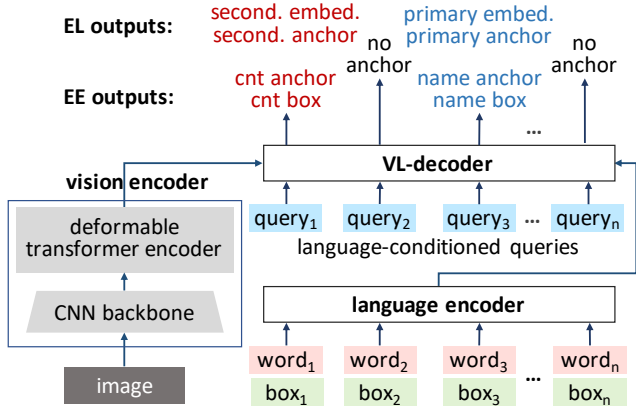 EL outputs:
second. embed.
second. anchor
no
anchor
primary embed.
primary anchor
no
anchor
EE outputs:
cnt anchor
cnt box
name anchor
name box
...
VL-decoder
vision encoder
deformable
transformer encoder
CNN backbone
image
query1 query2 query3 ... queryn
language-conditioned queries
language encoder
word1 word2 word3 ... wordn
box1 box2 box3 boxn